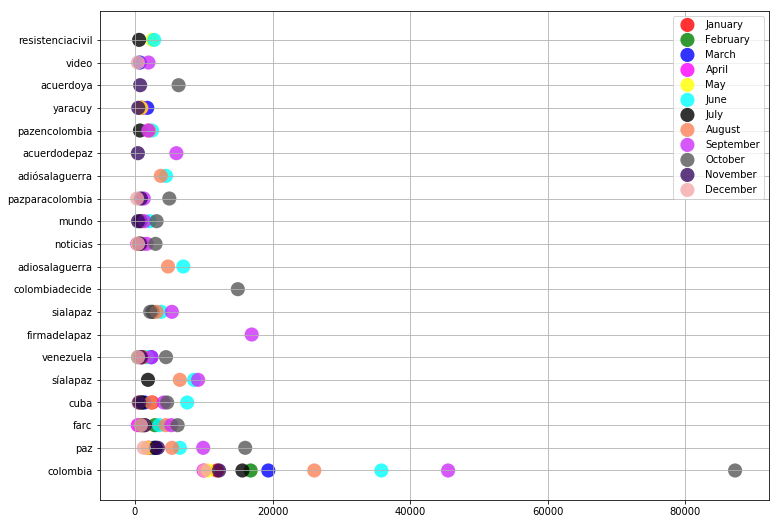 resistenciacivil
video
acuerdoya
yaracuy
pazencolombia
acuerdodepaz
adiósalaguerra
pazparacolombia
mundo
noticias
adiosalaguerra
colombiadecide
sialapaz
firmadelapaz
venezuela
síalapaz
cuba
farc
paz
colombia
0 20000 40000 60000 80000
January
February
March
April
May
June
July
August
September
October
November
December